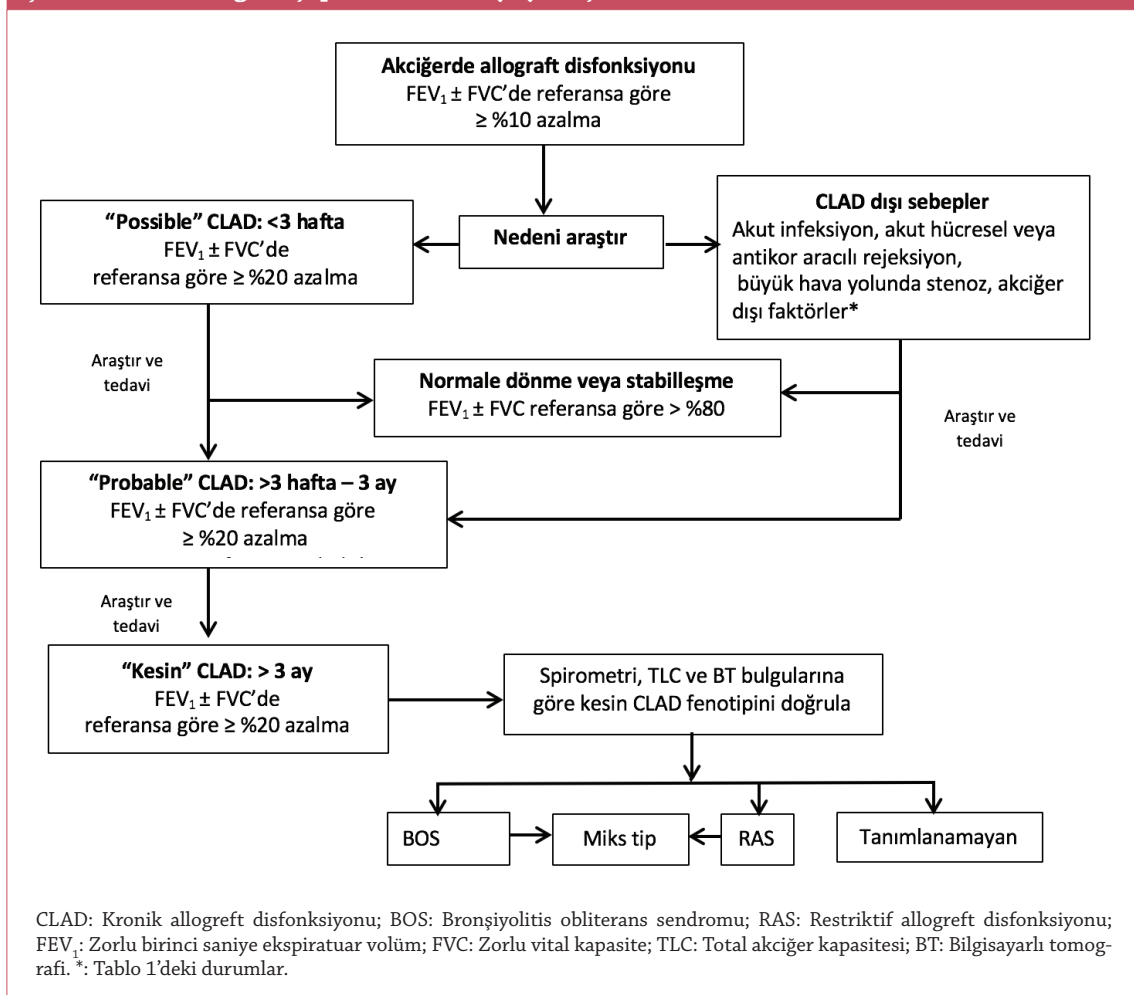 Akciğerde allograft disfonksiyonu
FEV₁ ± FVC’de referansa göre
≥ %10 azalma
“Possible” CLAD: <3 hafta
FEV₁ ± FVC’de
referansa göre ≥ %20 azalma
Nedeni araştır
CLAD dışı sebepler
Akut infeksiyon, akut hücresel veya
antikor aracılı rejeksiyon,
büyük hava yolunda stenoz, akciğer
dışı faktörler*
Araştır ve
tedavi
Normale dönme veya stabilleşme
FEV₁ ± FVC referansa göre > %80
Araştır ve
tedavi
“Probable” CLAD: >3 hafta – 3 ay
FEV₁ ± FVC’de referansa göre
≥ %20 azalma
Araştır ve
tedavi
“Kesin” CLAD: > 3 ay
FEV₁ ± FVC’de
referansa göre ≥ %20 azalma
Spirometri, TLC ve BT bulgularına
göre kesin CLAD fenotipini doğrula
BOS
Miks tip
RAS
Tanımlanamayan
CLAD: Kronik allogreft disfonksiyonu; BOS: Bronşiyolitis obliterans sendromu; RAS: Restriktif allogreft disfonksiyonu;
FEV₁: Zorlu birinci saniye ekspiratuar volüm; FVC: Zorlu vital kapasite; TLC: Total akciğer kapasitesi; BT: Bilgisayarlı tomog-
rafi. *: Tablo 1’deki durumlar.